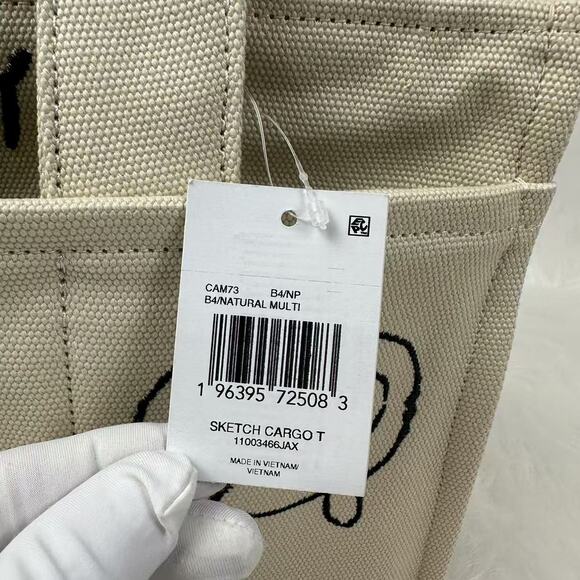 CAM73 B4/NP
B4/NATURAL MULTI
1 96395 72508 3
SKETCH CARGO T
11003466JAX
MADE IN VIETNAM/
VIETNAM